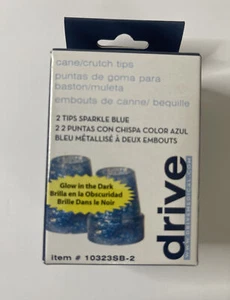 cane/crutch tips
puntas de goma para
baston/muleta
embouts de canne/ bequille
2 TIPS SPARKLE BLUE
2 2 PUNTAS CON CHISPA COLOR AZUL
BLEU MÉTALLISÉ À DEUX EMBOUTS
Glow in the Dark
Brilla en la Obscuridad
Brille Dans le Noir
drive
item # 10323SB-2